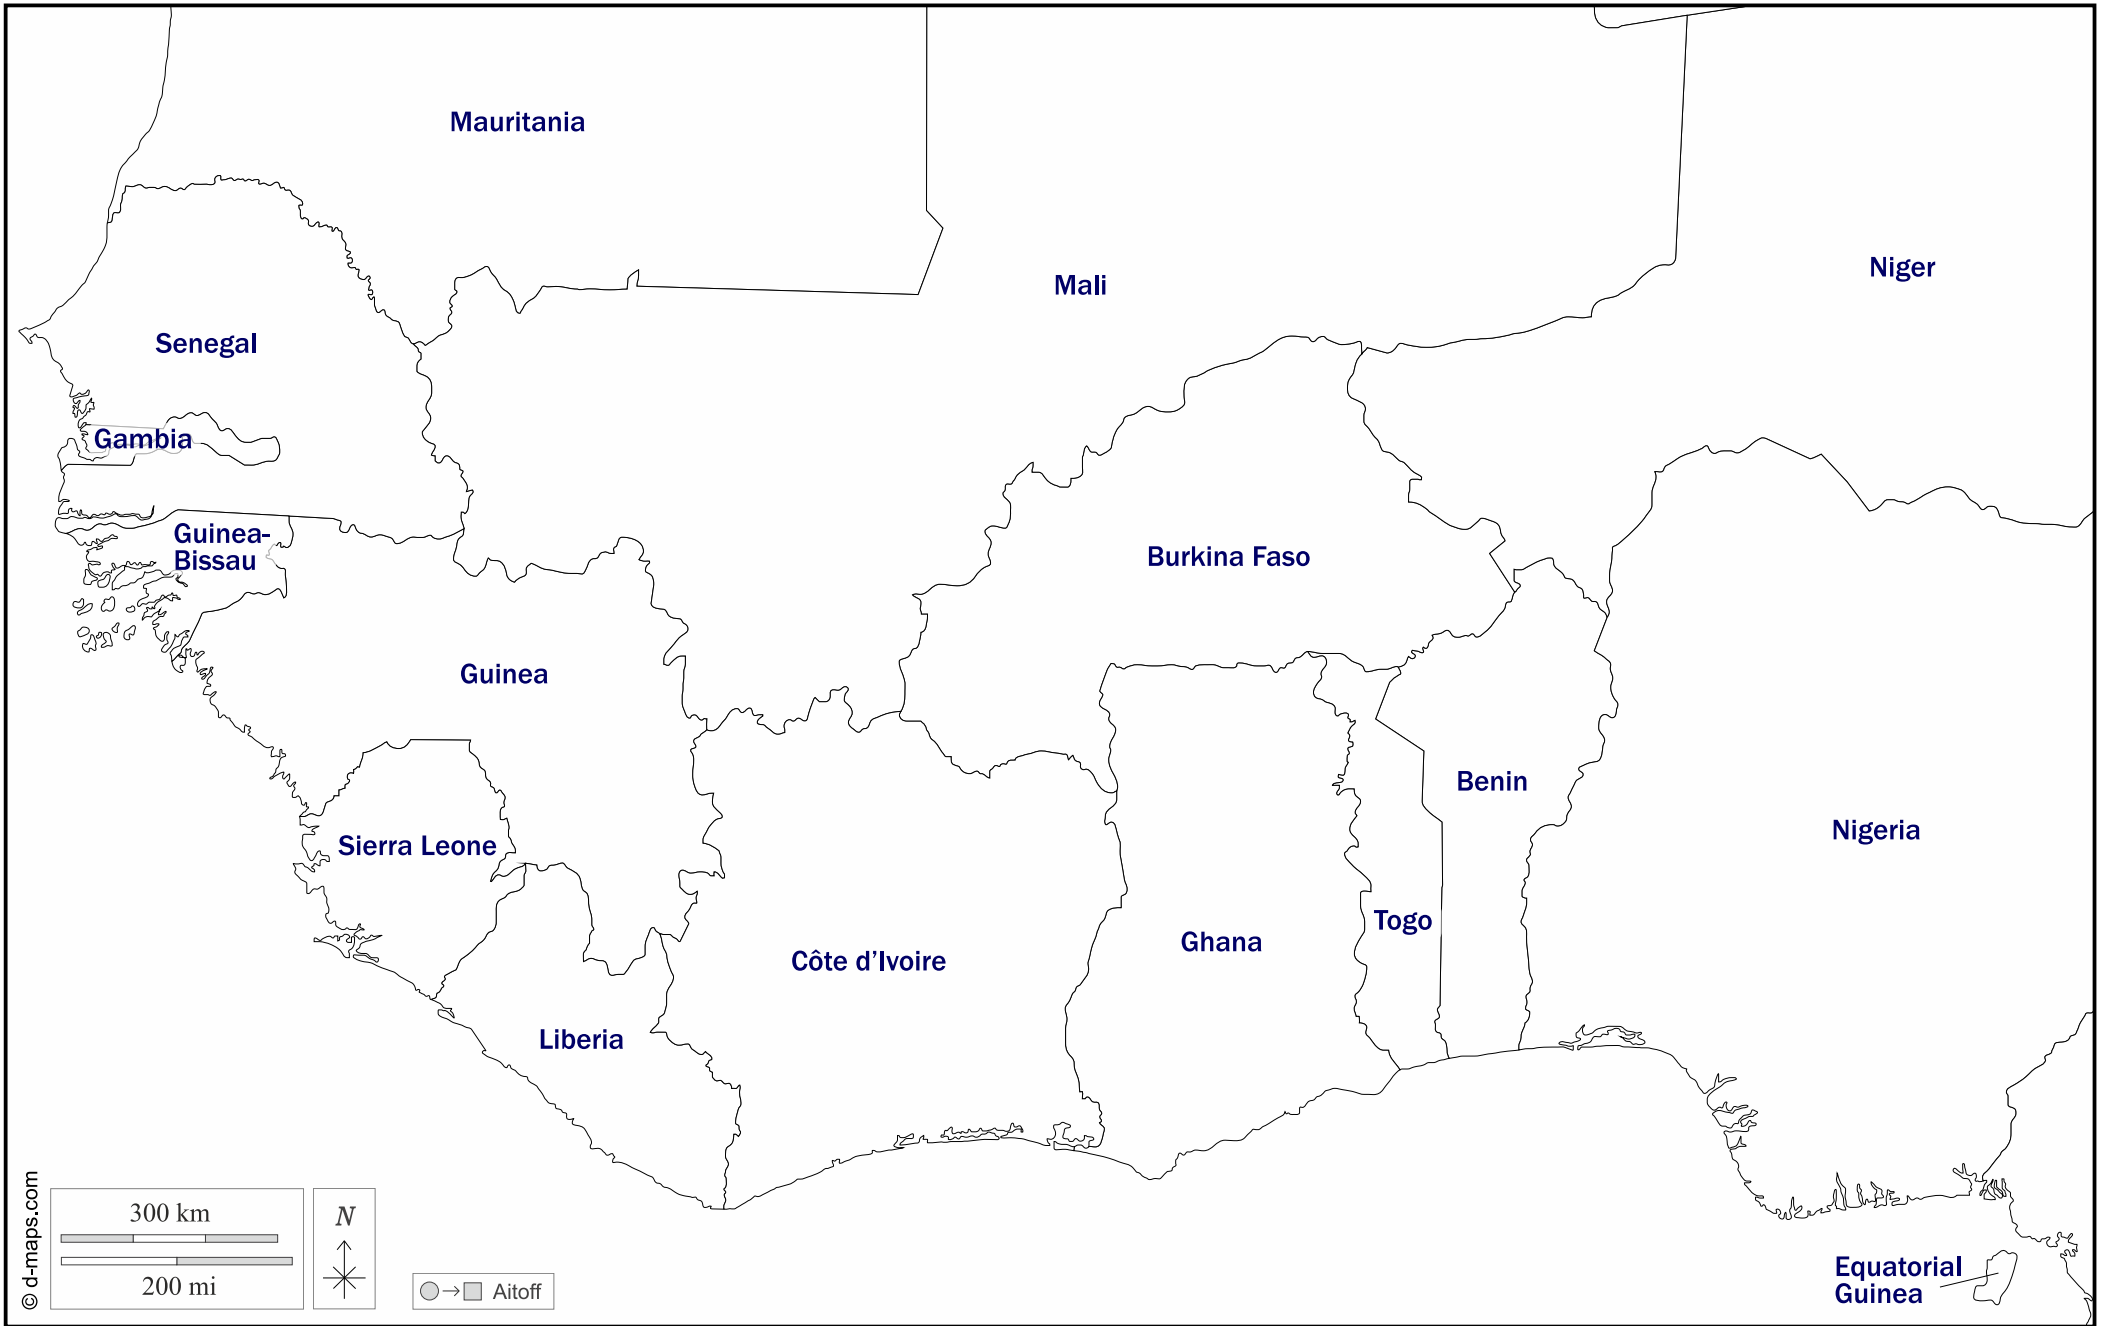 Mauritania
Niger
Mali
Senegal
Gambia
Guinea-
Bissau
Burkina Faso
Guinea
Benin
Nigeria
Sierra Leone
Togo
Ghana
Côte d'Ivoire
Liberia
Equatorial
Guinea
© d-maps.com
300 km
200 mi
N
Aitoff